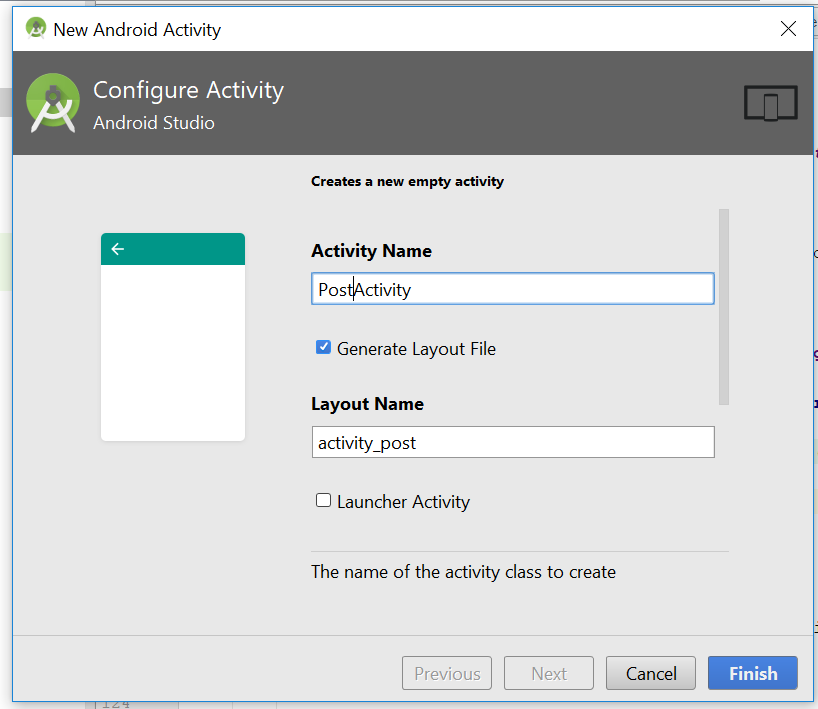 New Android Activity
Configure Activity
Android Studio
Creates a new empty activity
Activity Name
PostActivity
Generate Layout File
Layout Name
activity_post
Launcher Activity
The name of the activity class to create
Previous
Next
Cancel
Finish
124